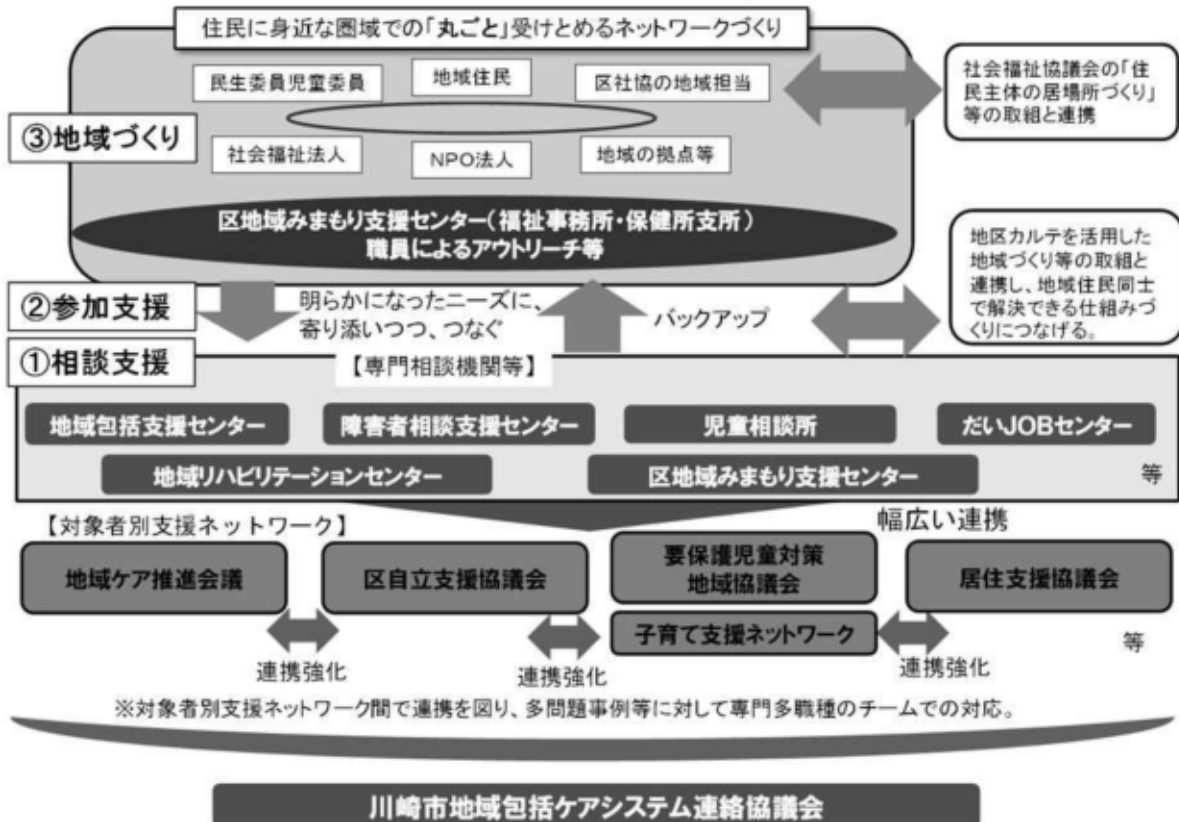 住民に身近な圏域での「丸ごと」受けとめるネットワークづくり
民生委員児童委員
地域住民
区社協の地域担当
社会福祉協議会の「住
民主体の居場所づくり」
等の取組と連携
③地域づくり
社会福祉法人
NPO法人
地域の拠点等
区地域みまもり支援センター(福祉事務所・保健所支所)
職員によるアウトリーチ等
地区カルテを活用した
地域づくり等の取組と
連携し、地域住民同士
で解決できる仕組みづ
くりにつなげる。
②参加支援
明らかになったニーズに、
寄り添いつつ、つなぐ
バックアップ
①相談支援
【専門相談機関等】
地域包括支援センター
障害者相談支援センター
児童相談所
だいJOBセンター
地域リハビリテーションセンター
区地域みまもり支援センター
等
【対象者別支援ネットワーク】
幅広い連携
地域ケア推進会議
区自立支援協議会
要保護児童対策
地域協議会
居住支援協議会
子育て支援ネットワーク
等
連携強化
連携強化
連携強化
※対象者別支援ネットワーク間で連携を図り、多問題事例等に対して専門多職種のチームでの対応。
川崎市地域包括ケアシステム連絡協議会